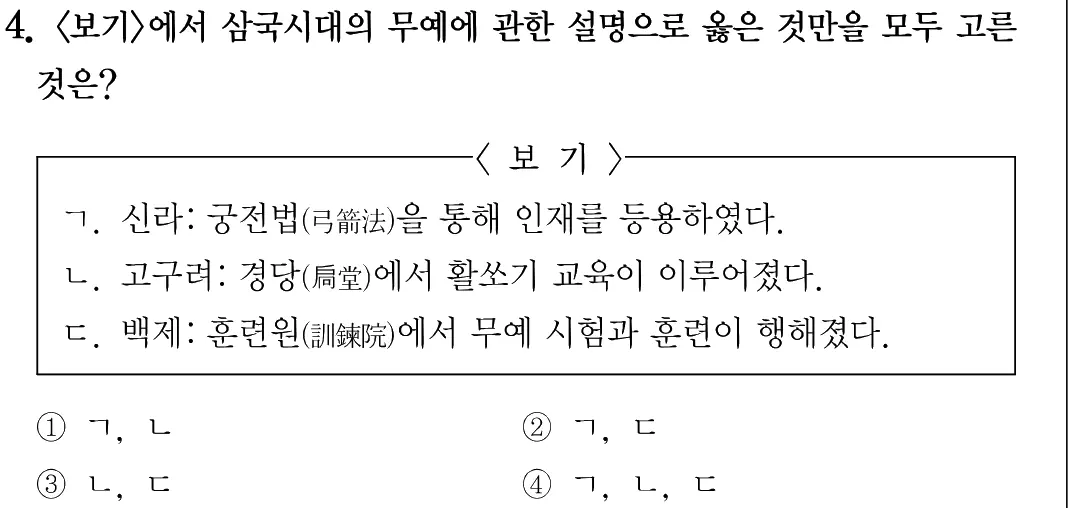 4. 〈보기〉에서 삼국시대의 무예에 관한 설명으로 옳은 것만을 모두 고른
것은?
〈 보 기 〉
ㄱ. 신라: 궁전법(弓箭法)을 통해 인재를 등용하였다.
ㄴ. 고구려: 경당(扃堂)에서 활쏘기 교육이 이루어졌다.
ㄷ. 백제: 훈련원(訓鍊院)에서 무예 시험과 훈련이 행해졌다.
① ㄱ, ㄴ ② ㄱ, ㄷ
③ ㄴ, ㄷ ④ ㄱ, ㄴ, ㄷ